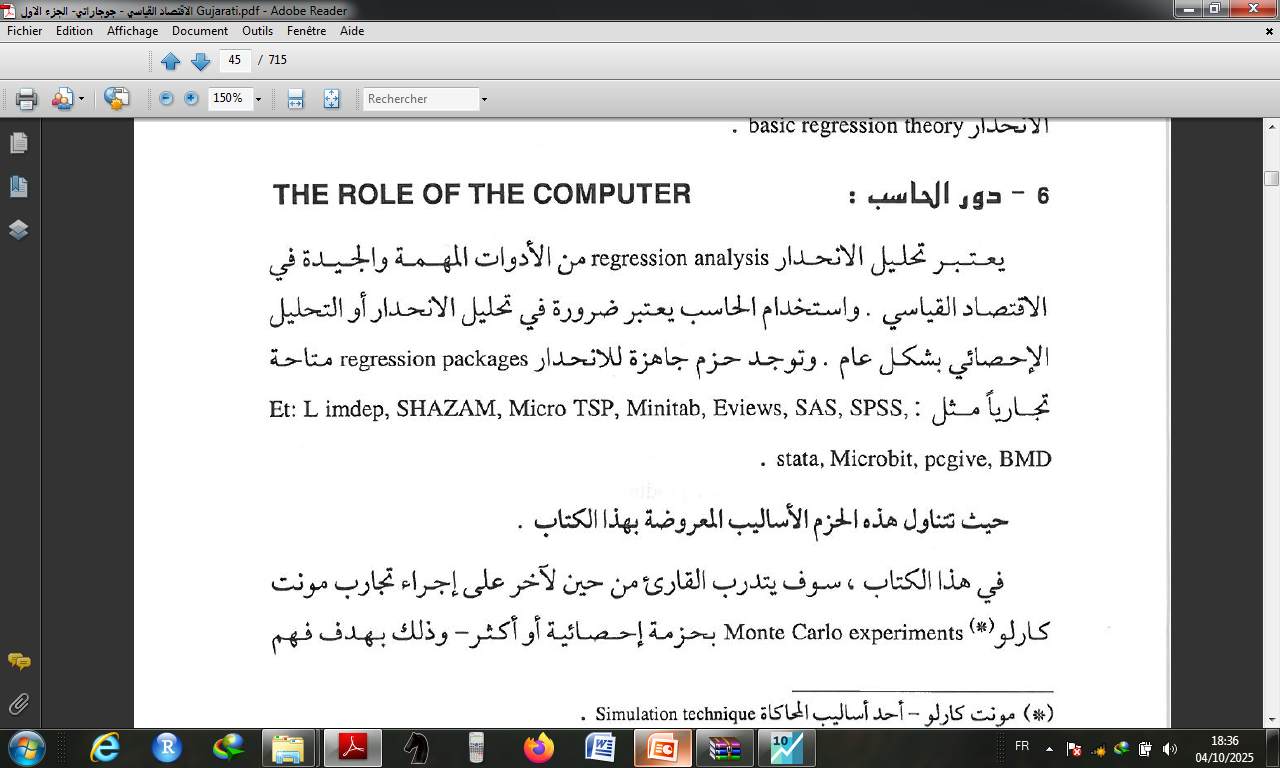 الاقتصاد القياسي - جوجاراتي- الجزء الاول Gujarati.pdf - Adobe Reader
Fichier Edition Affichage Document Outils Fenêtre Aide
45 / 715
150% Rechercher
الانحدار basic regression theory .
6 - دور الحاسب : THE ROLE OF THE COMPUTER
يعتبر تحليل الانحدار regression analysis من الأدوات المهمة والجيدة في
الاقتصاد القياسي . واستخدام الحاسب يعتبر ضرورة في تحليل الانحدار أو التحليل
الإحصائي بشكل عام . وتوجد حزم جاهزة للانحدار regression packages متاحة
تجارياً مثل : Et: L imdep, SHAZAM, Micro TSP, Minitab, Eviews, SAS, SPSS,
stata, Microbit, pcgive, BMD .
حيث تتناول هذه الحزم الأساليب المعروضة بهذا الكتاب .
في هذا الكتاب ، سوف يتدرب القارئ من حين لآخر على إجراء تجارب مونت
كارلو(*) Monte Carlo experiments بحزمة إحصائية أو أكثر - وذلك بهدف فهم
(*) مونت كارلو - أحد أساليب المحاكاة Simulation technique .
FR 18:36
04/10/2025